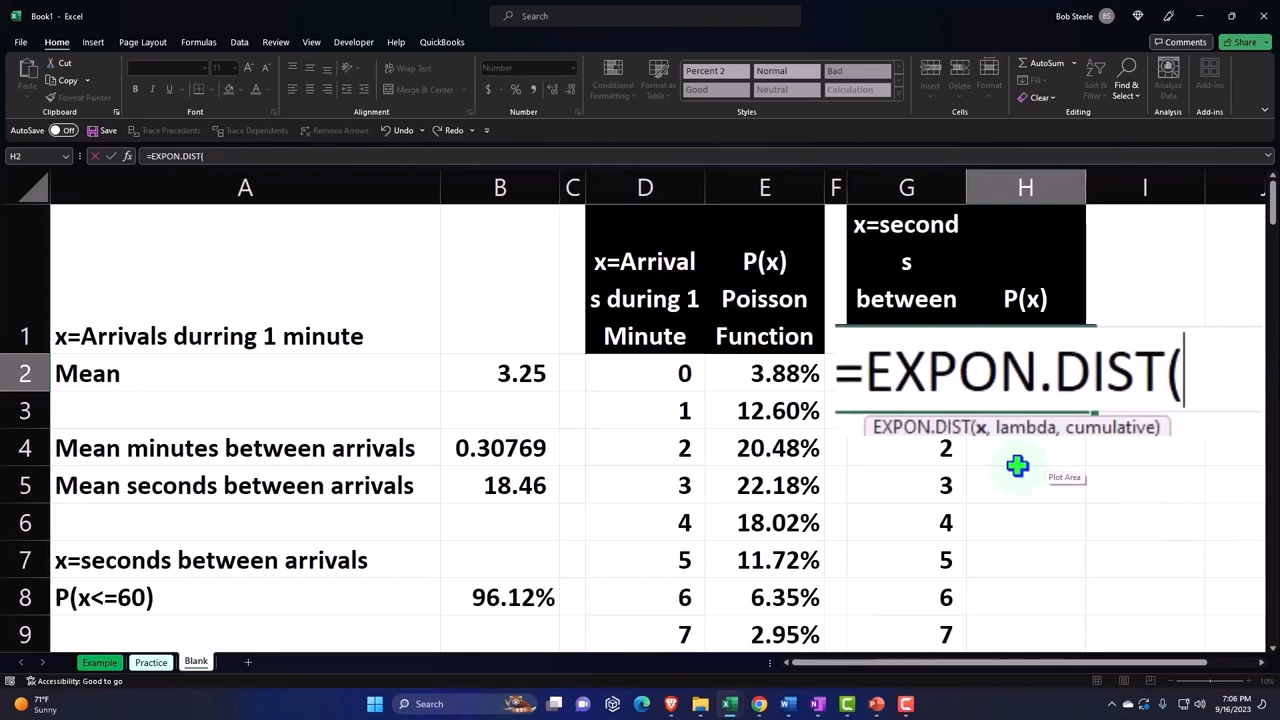 Book1 - Excel
Search
Bob Steele BS
File Home Insert Page Layout Formulas Data Review View Developer Help QuickBooks
Comments Share
Paste
Cut
Copy
Format Painter
Clipboard
11
Font
Wrap Text
Merge & Center
Alignment
Number
Number
Conditional Formatting
Format as Table
Percent 2 Normal Bad
Good Neutral Calculation
Styles
Insert Delete Format
Cells
AutoSum
Clear
Sort & Filter
Find & Select
Editing
Analyze Data
Analysis
Add-ins
Add-ins
AutoSave Off Save Trace Precedents Trace Dependents Remove Arrows Undo Redo
H2 =EXPON.DIST(
A B C D E F G H I J
1 x=Arrivals durring 1 minute
x=Arrival
s during 1
Minute
P(x)
Poisson
Function
x=second
s
between
P(x)
2 Mean 3.25 0 3.88%
=EXPON.DIST(
EXPON.DIST(x, lambda, cumulative)
3 1 12.60%
4 Mean minutes between arrivals 0.30769 2 20.48% 2
5 Mean seconds between arrivals 18.46 3 22.18% 3
Plot Area
6 4 18.02% 4
7 x=seconds between arrivals 5 11.72% 5
8 P(x<=60) 96.12% 6 6.35% 6
9 7 2.95% 7
Example Practice Blank
Accessibility: Good to go
10%
71°F
Sunny
Search
7:06 PM
9/16/2023